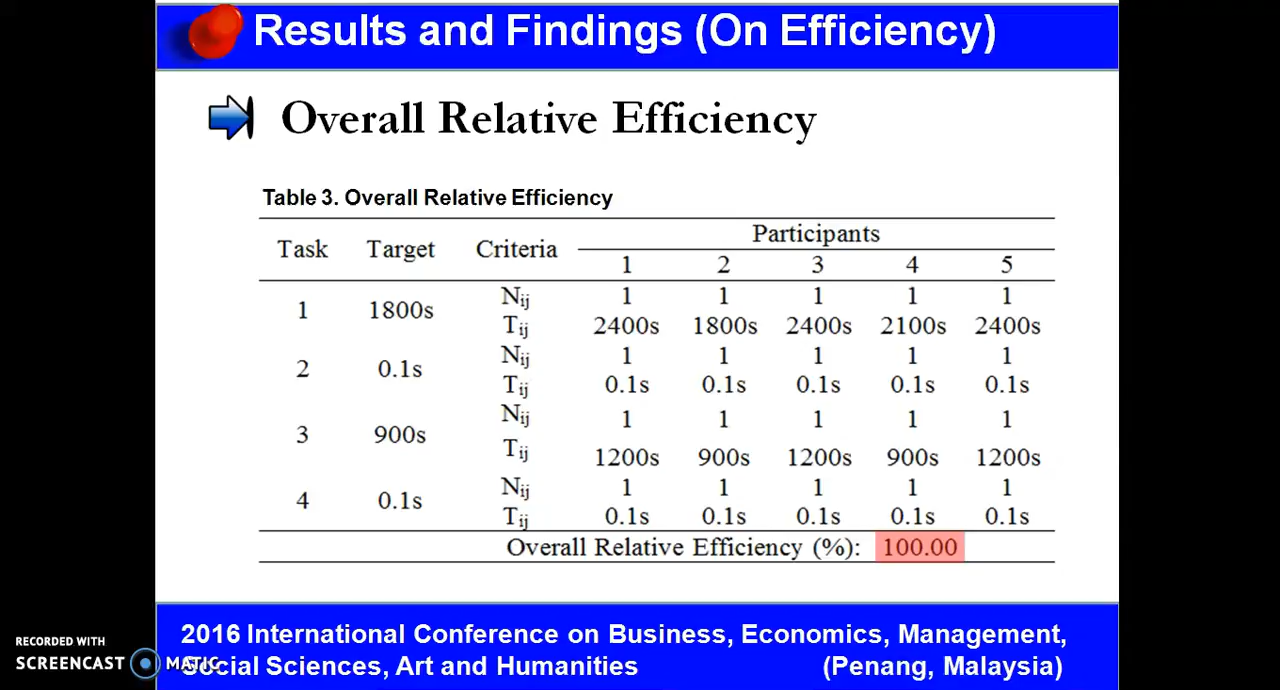 Results and Findings (On Efficiency)
Overall Relative Efficiency
Table 3. Overall Relative Efficiency
Task Target Criteria Participants
1 2 3 4 5
1 1800s Nij 1 1 1 1 1
Tij 2400s 1800s 2400s 2100s 2400s
2 0.1s Nij 1 1 1 1 1
Tij 0.1s 0.1s 0.1s 0.1s 0.1s
3 900s Nij 1 1 1 1 1
Tij 1200s 900s 1200s 900s 1200s
4 0.1s Nij 1 1 1 1 1
Tij 0.1s 0.1s 0.1s 0.1s 0.1s
Overall Relative Efficiency (%): 100.00
2016 International Conference on Business, Economics, Management,
Social Sciences, Art and Humanities (Penang, Malaysia)
RECORDED WITH
SCREENCAST MATIC